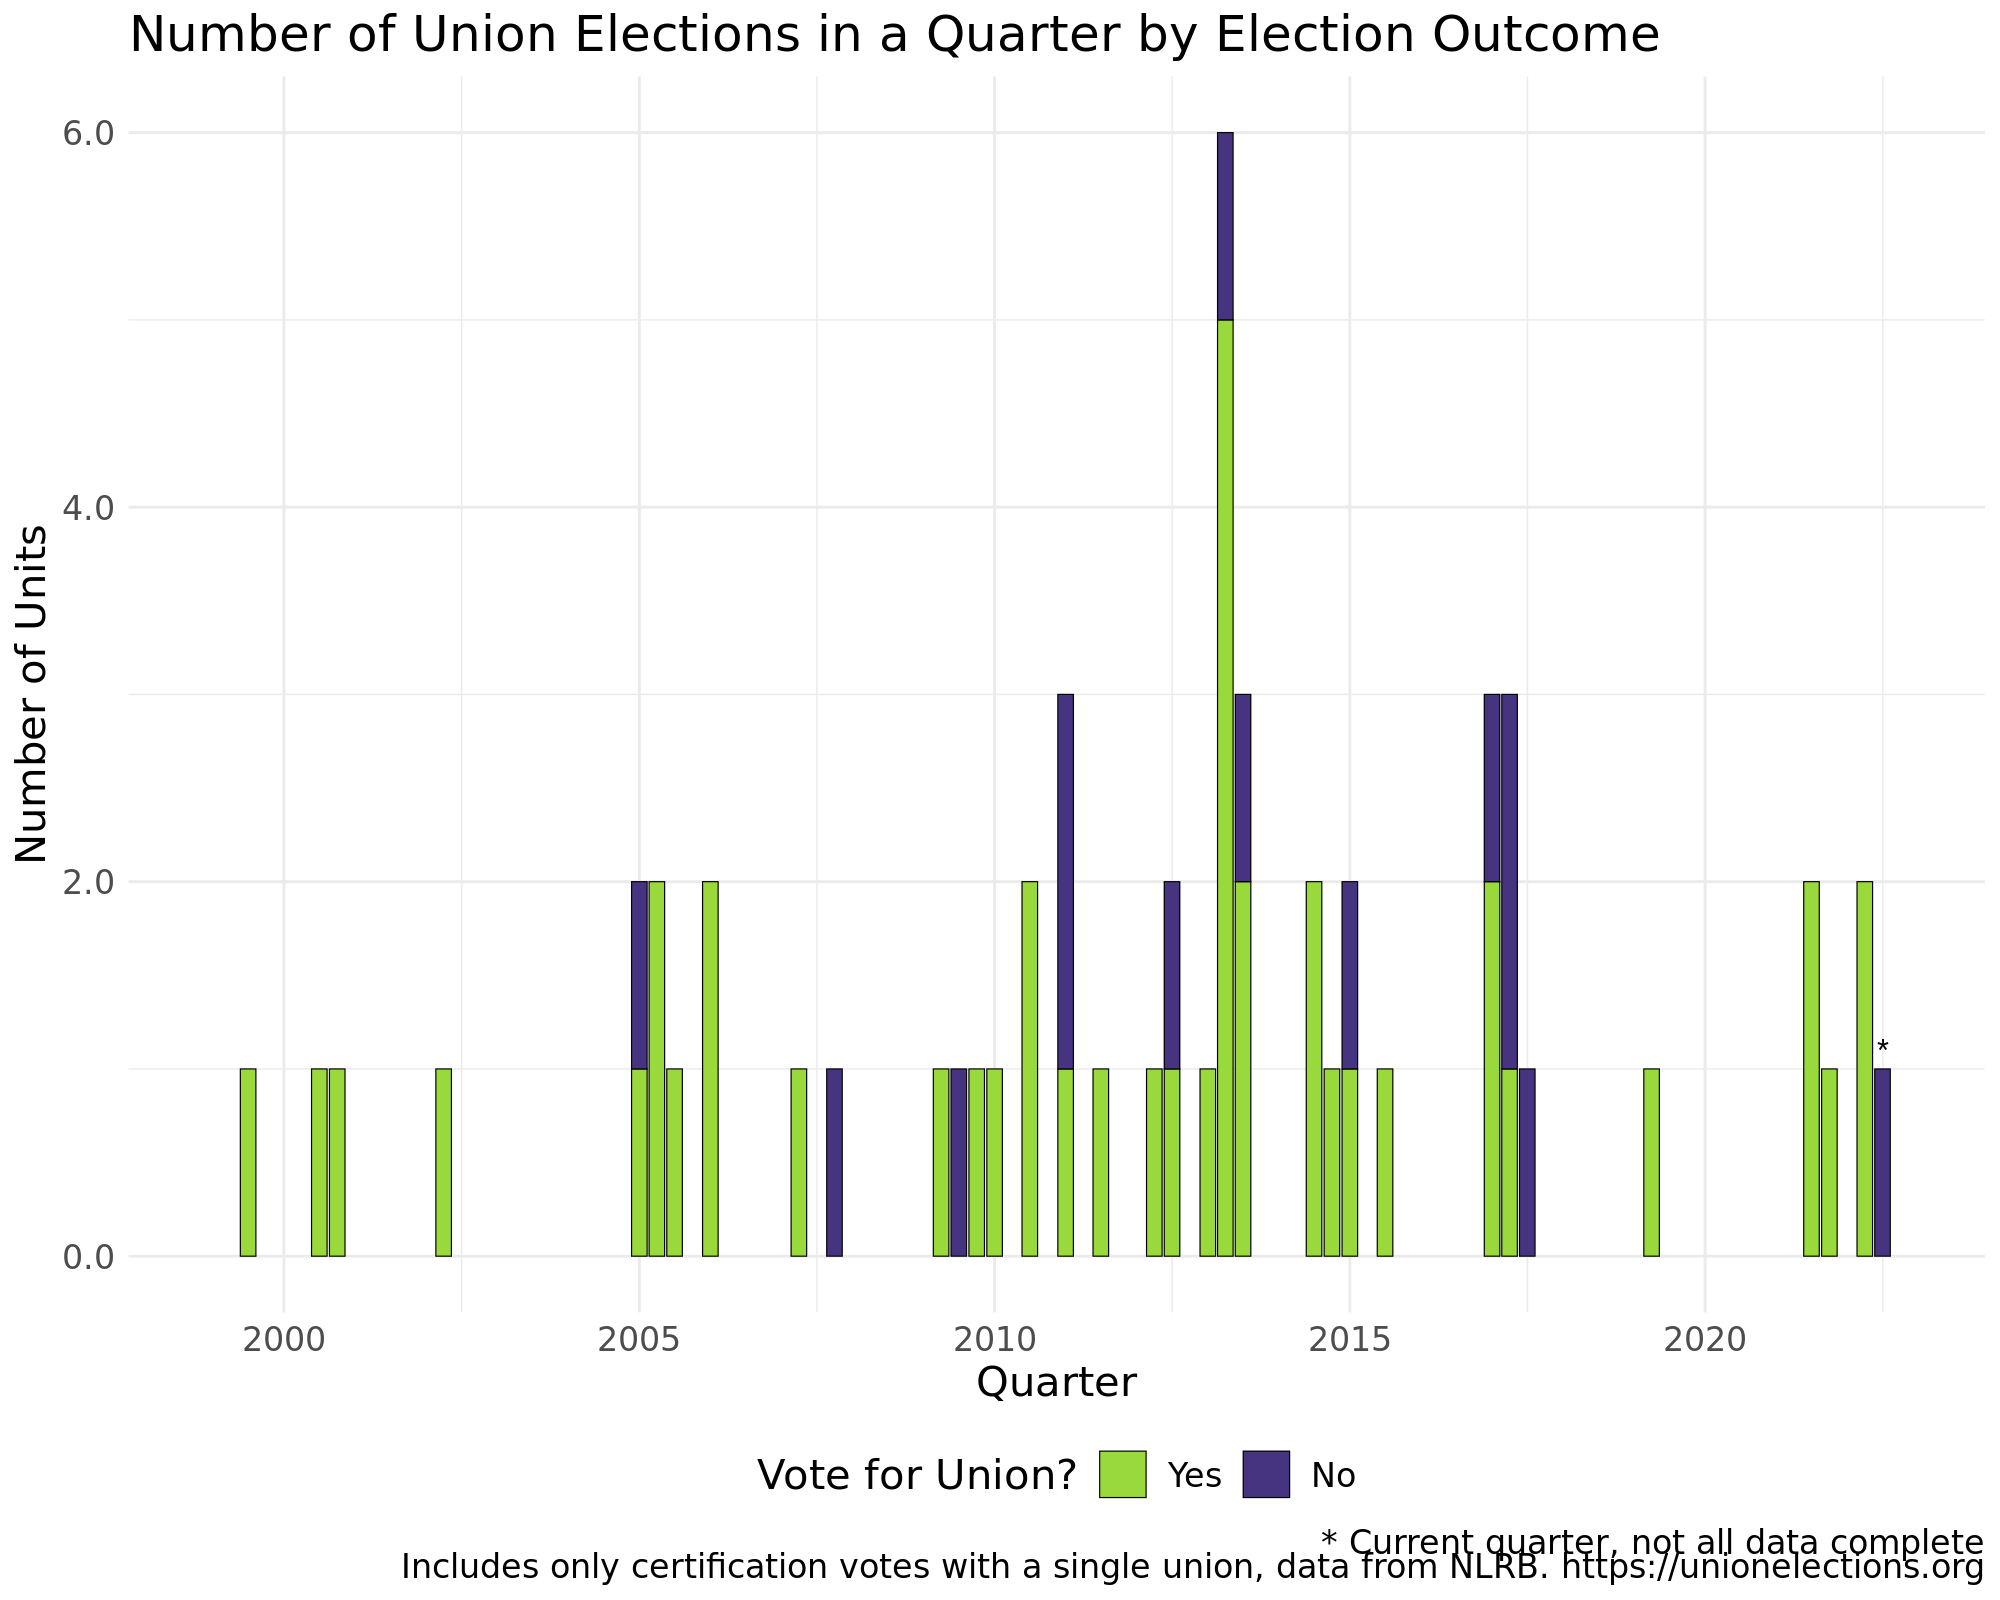 Number of Union Elections in a Quarter by Election Outcome
6.0
4.0
2.0
0.0
Number of Units
*
2000 2005 2010 2015 2020
Quarter
Vote for Union? Yes No
* Current quarter, not all data complete
Includes only certification votes with a single union, data from NLRB. https://unionelections.org